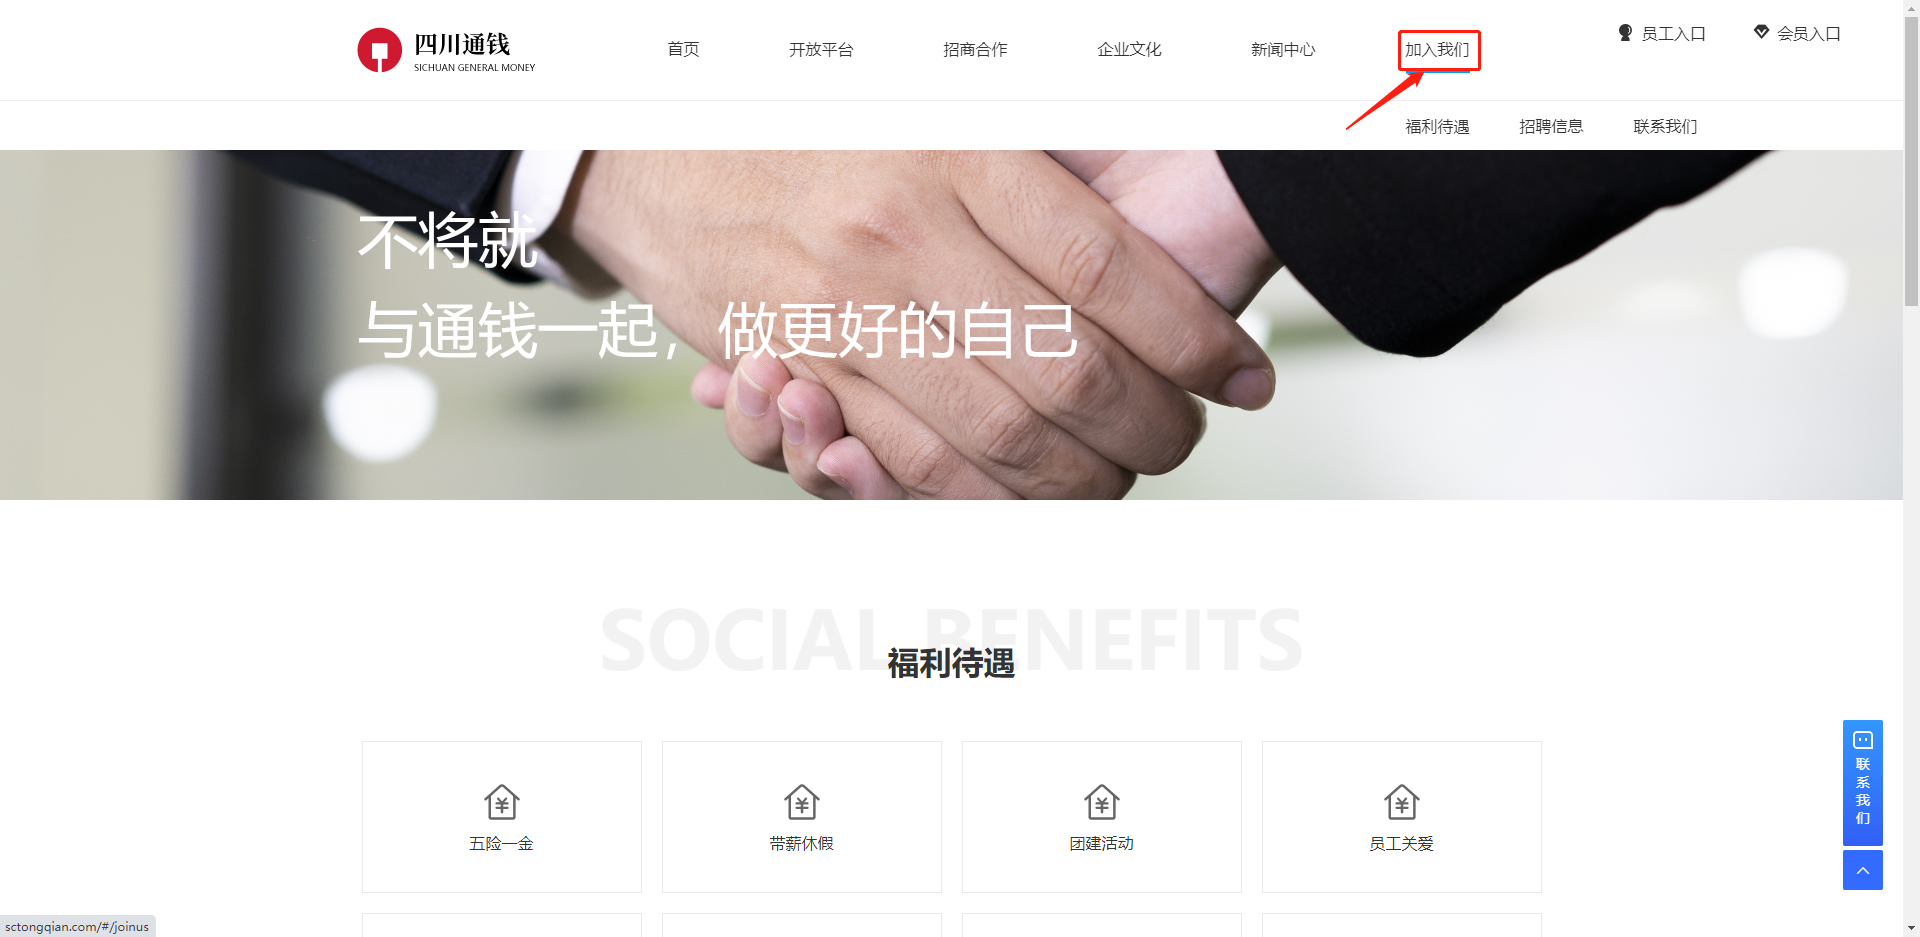 四川通钱
SICHUAN GENERAL MONEY
首页
开放平台
招商合作
企业文化
新闻中心
加入我们
员工入口
会员入口
福利待遇
招聘信息
联系我们
不将就
与通钱一起，做更好的自己
SOCIAL BENEFITS
福利待遇
五险一金
带薪休假
团建活动
员工关爱
联系我们
sctongqian.com/#/joinus